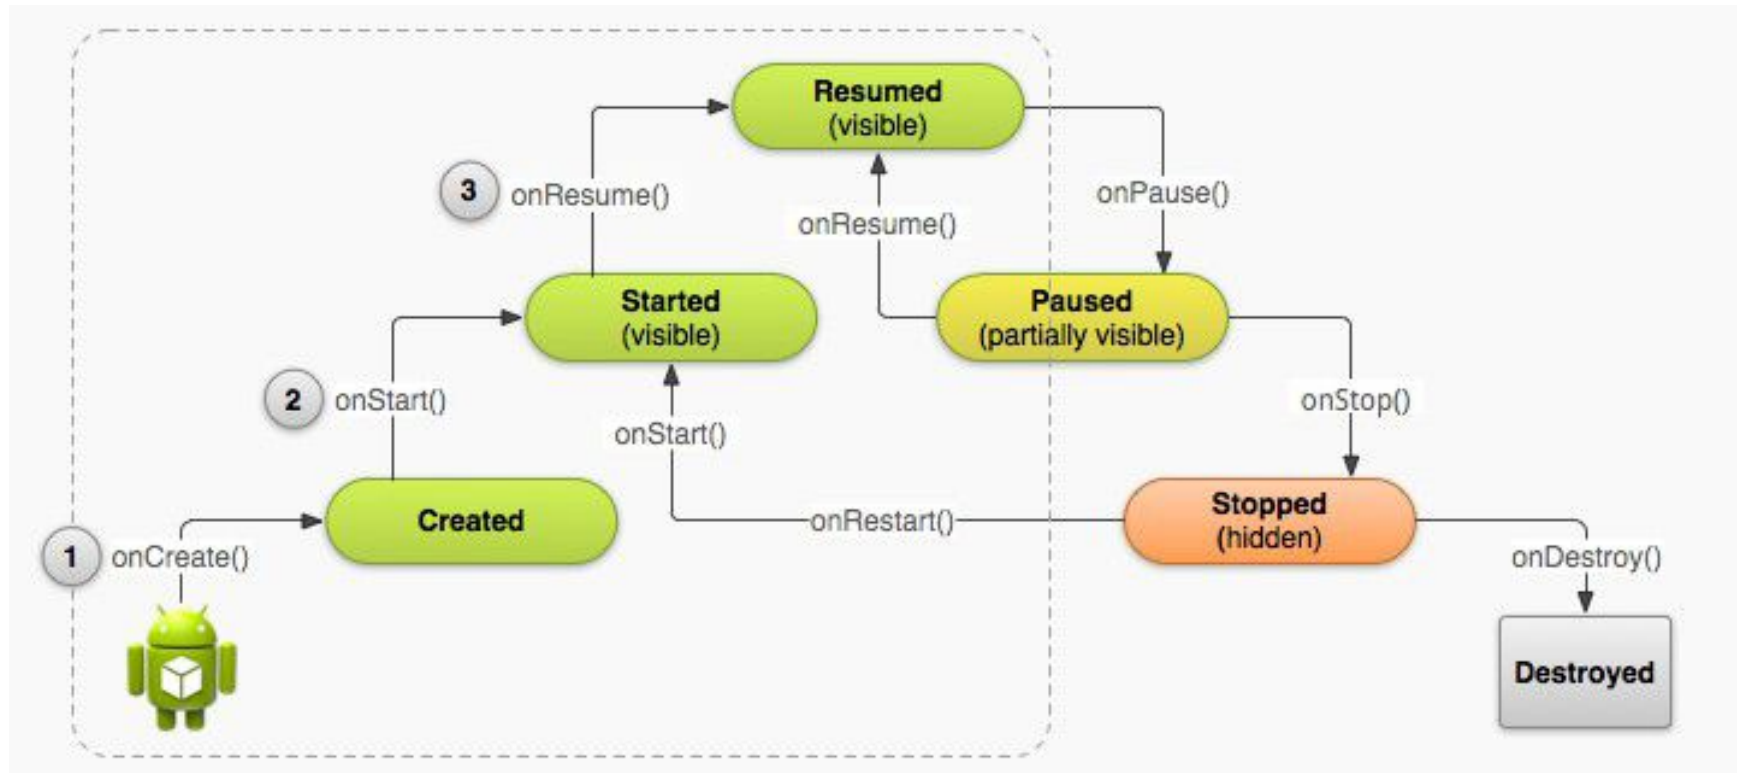 Resumed
(visible)
3
onResume()
onPause()
onResume()
Started
(visible)
Paused
(partially visible)
2
onStart()
onStop()
onStart()
Created
Stopped
(hidden)
onRestart()
1
onCreate()
onDestroy()
Destroyed